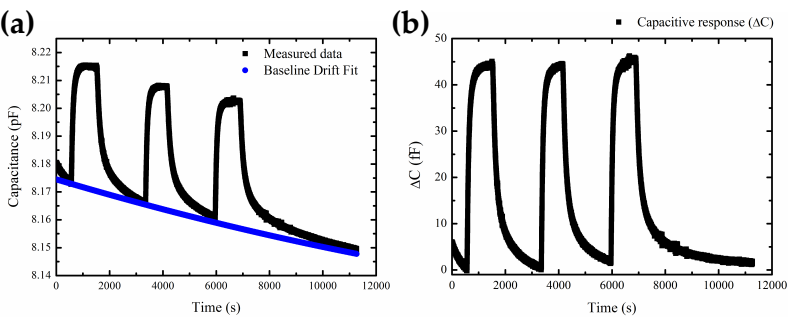 (a)
8.22
8.21
8.20
8.19
8.18
8.17
8.16
8.15
8.14
Capacitance (pF)
Measured data
Baseline Drift Fit
0 2000 4000 6000 8000 10000 12000
Time (s)
(b)
50
40
30
20
10
0
ΔC (fF)
Capacitive response (ΔC)
0 2000 4000 6000 8000 10000 12000
Time (s)